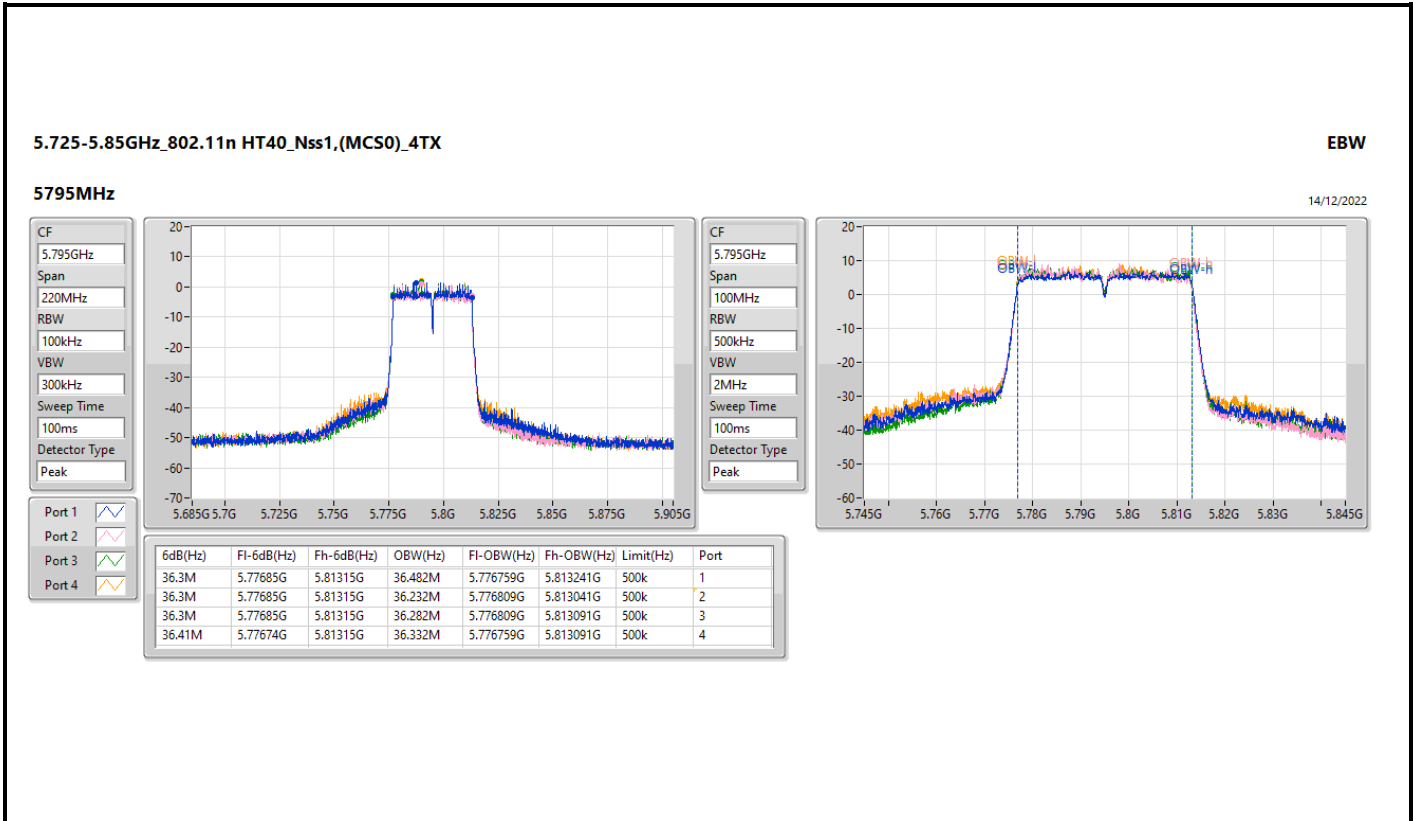 5.725-5.85GHz_802.11n HT40_Nss1,(MCS0)_4TX
EBW
5795MHz
14/12/2022
CF
5.795GHz
Span
220MHz
RBW
100kHz
VBW
300kHz
Sweep Time
100ms
Detector Type
Peak
20
10
0
-10
-20
-30
-40
-50
-60
-70
5.685G 5.7G 5.725G 5.75G 5.775G 5.8G 5.825G 5.85G 5.875G 5.905G
CF
5.795GHz
Span
100MHz
RBW
500kHz
VBW
2MHz
Sweep Time
100ms
Detector Type
Peak
20
10
0
-10
-20
-30
-40
-50
-60
OBW-l
OBW-h
5.745G 5.76G 5.77G 5.78G 5.79G 5.8G 5.81G 5.82G 5.83G 5.845G
Port 1
Port 2
Port 3
Port 4
6dB(Hz) Fl-6dB(Hz) Fh-6dB(Hz) OBW(Hz) Fl-OBW(Hz) Fh-OBW(Hz) Limit(Hz) Port
36.3M 5.77685G 5.81315G 36.482M 5.776759G 5.813241G 500k 1
36.3M 5.77685G 5.81315G 36.232M 5.776809G 5.813041G 500k 2
36.3M 5.77685G 5.81315G 36.282M 5.776809G 5.813091G 500k 3
36.41M 5.77674G 5.81315G 36.332M 5.776759G 5.813091G 500k 4